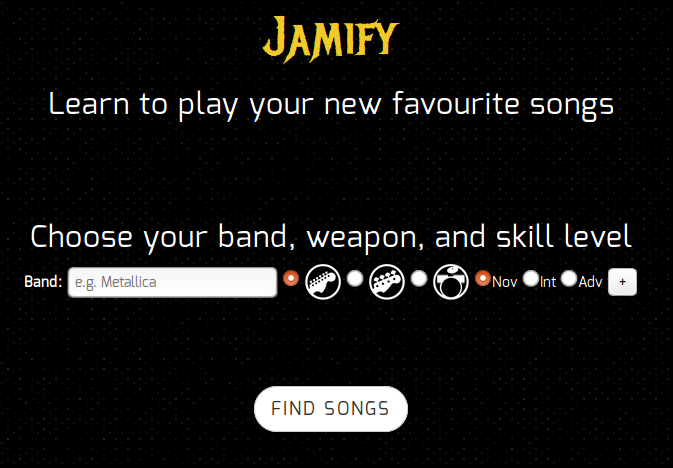 JAMIFY
Learn to play your new favourite songs
Choose your band, weapon, and skill level
Band: e.g. Metallica Nov Int Adv +
FIND SONGS